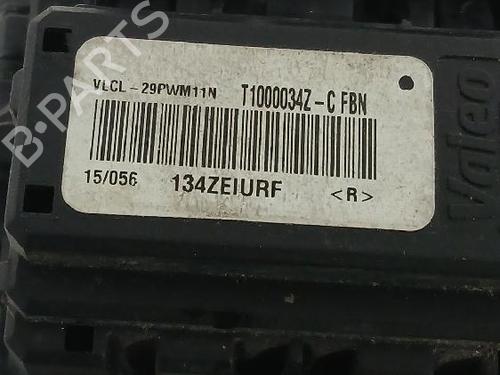 VLCL-29PWM11N T1000034Z-C FBN
15/056 134ZEIURF <R>
Valeo
B-PARTS